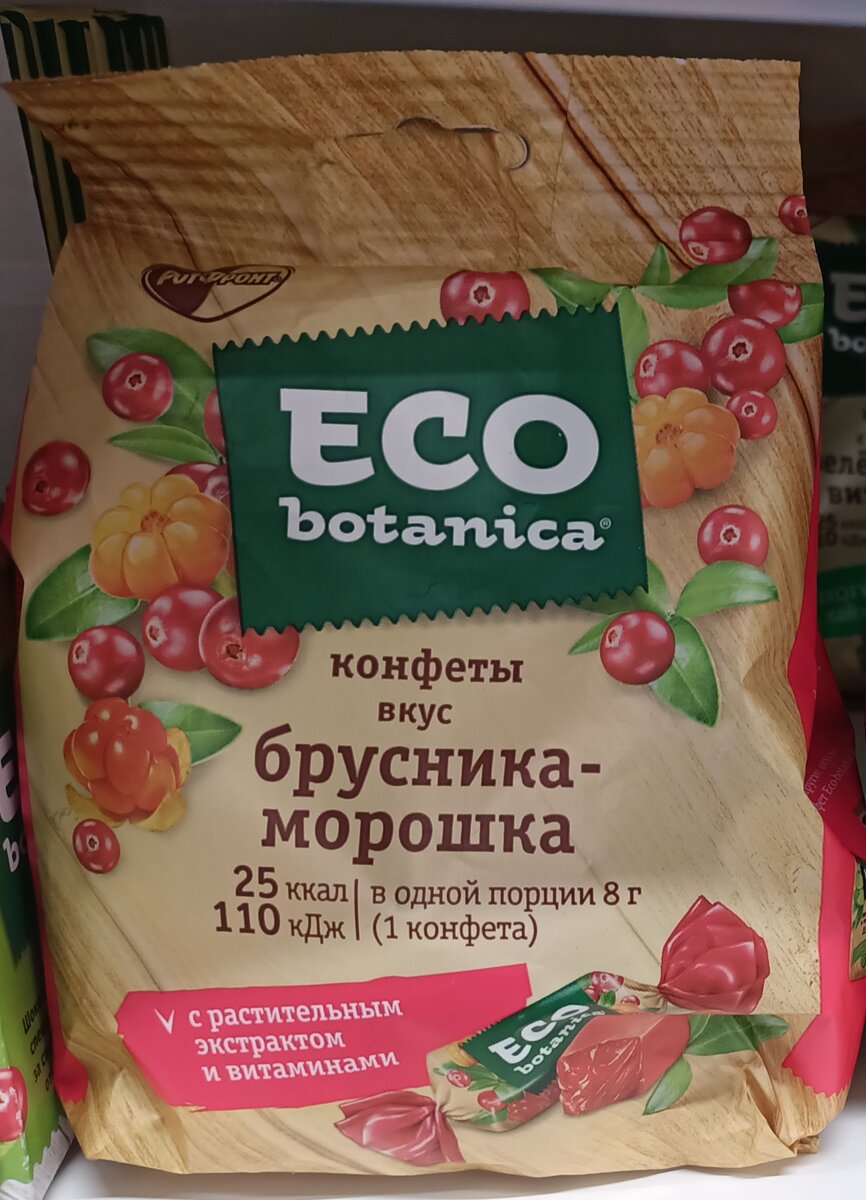 РОТ ФРОНТ
ECO
botanica®
конфеты
вкус
брусника-
морошка
25 ккал
110 кДж
в одной порции 8 г
(1 конфета)
с растительным
экстрактом
и витаминами
ECO
botanica